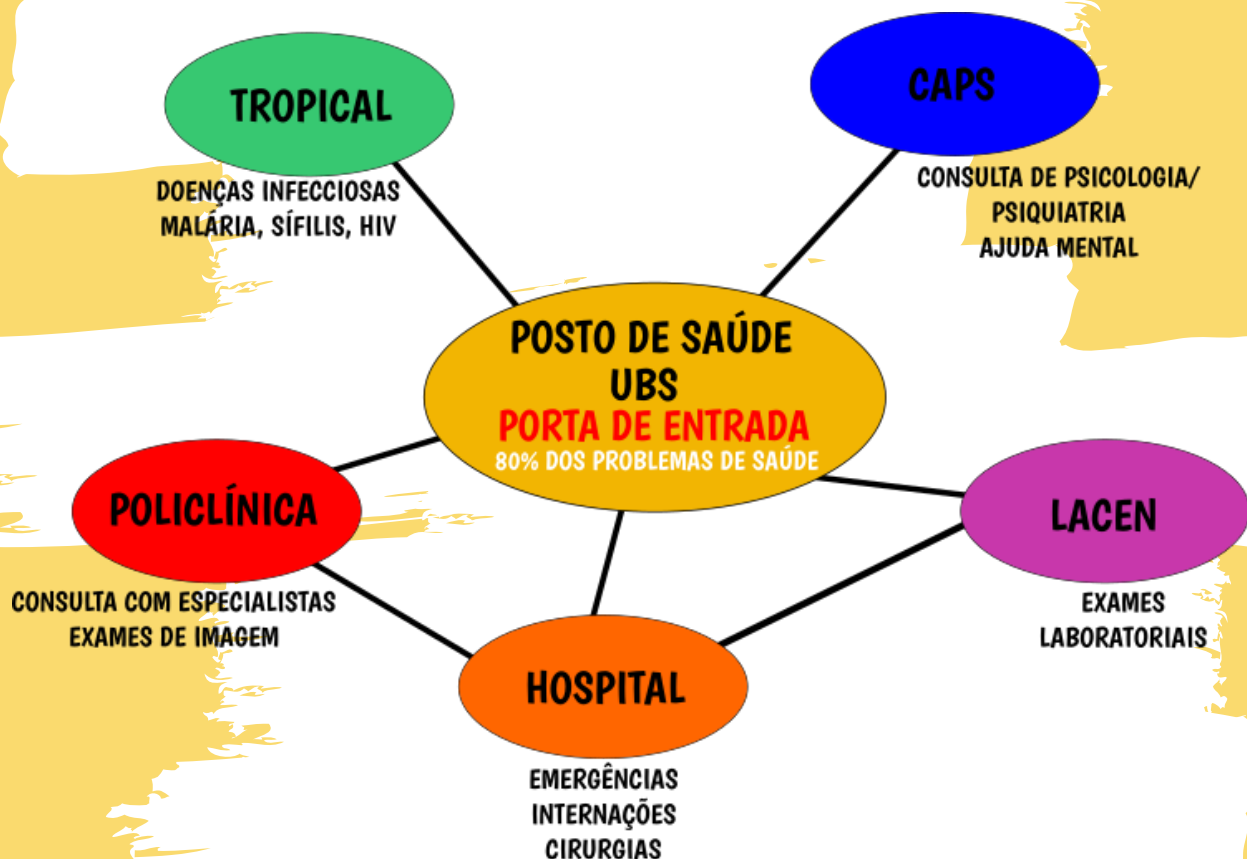 TROPICAL
DOENÇAS INFECCIOSAS
MALÁRIA, SÍFILIS, HIV
CAPS
CONSULTA DE PSICOLOGIA/
PSIQUIATRIA
AJUDA MENTAL
POSTO DE SAÚDE
UBS
PORTA DE ENTRADA
80% DOS PROBLEMAS DE SAÚDE
POLICLÍNICA
CONSULTA COM ESPECIALISTAS
EXAMES DE IMAGEM
LACEN
EXAMES
LABORATORIAIS
HOSPITAL
EMERGÊNCIAS
INTERNAÇÕES
CIRURGIAS